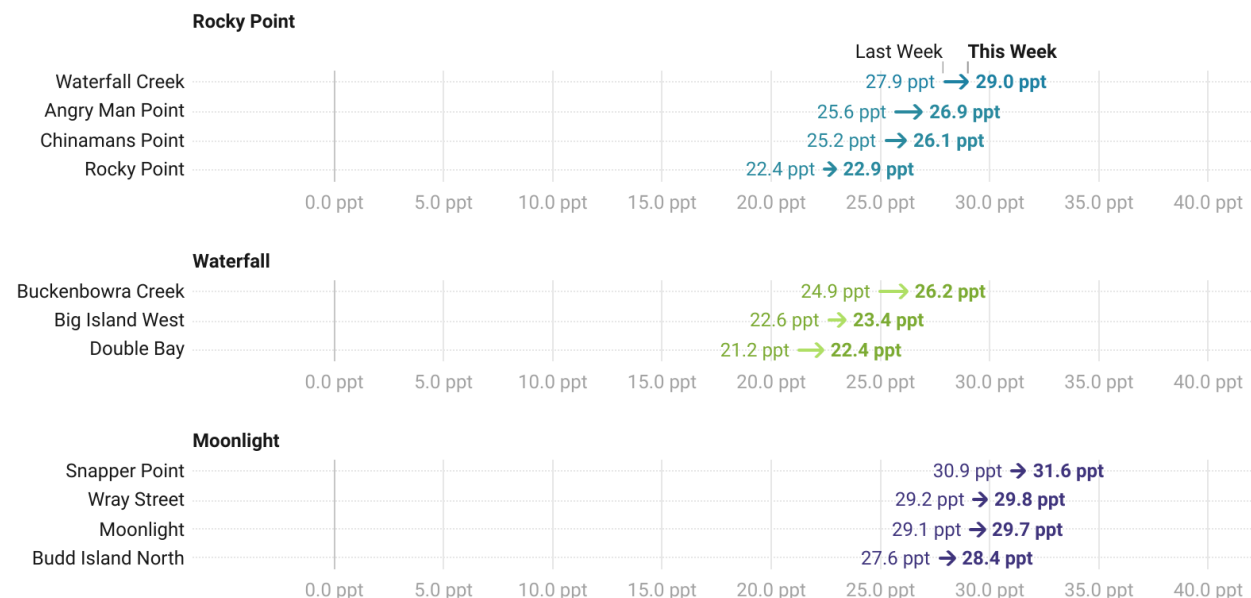 Rocky Point
Last Week This Week
Waterfall Creek 27.9 ppt 29.0 ppt
Angry Man Point 25.6 ppt 26.9 ppt
Chinamans Point 25.2 ppt 26.1 ppt
Rocky Point 22.4 ppt 22.9 ppt
0.0 ppt 5.0 ppt 10.0 ppt 15.0 ppt 20.0 ppt 25.0 ppt 30.0 ppt 35.0 ppt 40.0 ppt
Waterfall
Buckenbowra Creek 24.9 ppt 26.2 ppt
Big Island West 22.6 ppt 23.4 ppt
Double Bay 21.2 ppt 22.4 ppt
0.0 ppt 5.0 ppt 10.0 ppt 15.0 ppt 20.0 ppt 25.0 ppt 30.0 ppt 35.0 ppt 40.0 ppt
Moonlight
Snapper Point 30.9 ppt 31.6 ppt
Wray Street 29.2 ppt 29.8 ppt
Moonlight 29.1 ppt 29.7 ppt
Budd Island North 27.6 ppt 28.4 ppt
0.0 ppt 5.0 ppt 10.0 ppt 15.0 ppt 20.0 ppt 25.0 ppt 30.0 ppt 35.0 ppt 40.0 ppt